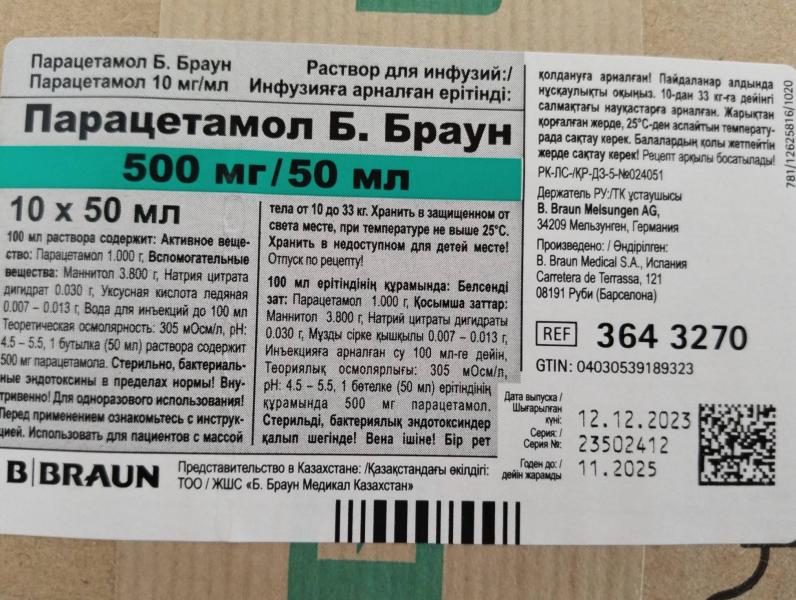 Парацетамол Б. Браун
Парацетамол 10 мг/мл
Раствор для инфузий:/
Инфузияға арналған ерітінді:
Парацетамол Б. Браун
500 мг/50 мл
10 x 50 мл
100 мл раствора содержит: Активное веще-
ство: Парацетамол 1.000 г, Вспомогательные
вещества: Маннитол 3.800 г, Натрия цитрата
дигидрат 0.030 г, Уксусная кислота ледяная
0.007 – 0.013 г, Вода для инъекций до 100 мл
Теоретическая осмолярность: 305 мОсм/л, pH:
4.5 – 5.5, 1 бутылка (50 мл) раствора содержит
500 мг парацетамола. Стерильно, бактериаль-
ные эндотоксины в пределах нормы! Вну-
тривенно! Для одноразового использования!
Перед применением ознакомьтесь с инструк-
цией. Использовать для пациентов с массой
тела от 10 до 33 кг. Хранить в защищенном от
света месте, при температуре не выше 25°C.
Хранить в недоступном для детей месте!
Отпуск по рецепту!
100 мл ерітіндінің құрамында: Белсенді
зат: Парацетамол 1.000 г, Қосымша заттар:
Маннитол 3.800 г, Натрий цитраты дигидраты
0.030 г, Мұзды сірке қышқылы 0.007 – 0.013 г,
Инъекцияға арналған су 100 мл-ге дейін,
Теориялық осмолярлығы: 305 мОсм/л,
pH: 4.5 – 5.5, 1 бөтелке (50 мл) ерітіндінің
құрамында 500 мг парацетамол.
Стерильді, бактериялық эндотоксиндер
қалып шегінде! Вена ішіне! Бір рет
қолдануға арналған! Пайдаланар алдында
нұсқаулықты оқыңыз. 10-дан 33 кг-ға дейінгі
салмақтағы науқастарға арналған. Жарықтан
қорғалған жерде, 25°C-ден аспайтын температу-
рада сақтау керек! Балалардың қолы жетпейтін
жерде сақтау керек! Рецепт арқылы босатылады!
РК-ЛС-/ҚР-ДЗ-5-№024051
Держатель РУ:/ТК ұстаушысы
B. Braun Melsungen AG,
34209 Мельзунген, Германия
Произведено: / Өндірілген:
B. Braun Medical S.A., Испания
Carretera de Terrassa, 121
08191 Руби (Барселона)
REF 364 3270
GTIN: 04030539189323
Дата выпуска /
Шығарылған
күні: 12.12.2023
Серия: /
Серия №: 23502412
Годен до: /
дейін жарамды 11.2025
781/12625816/1020
B|BRAUN
Представительство в Казахстане: /Қазақстандағы өкілдігі:
ТОО / ЖШС «Б. Браун Медикал Казахстан»